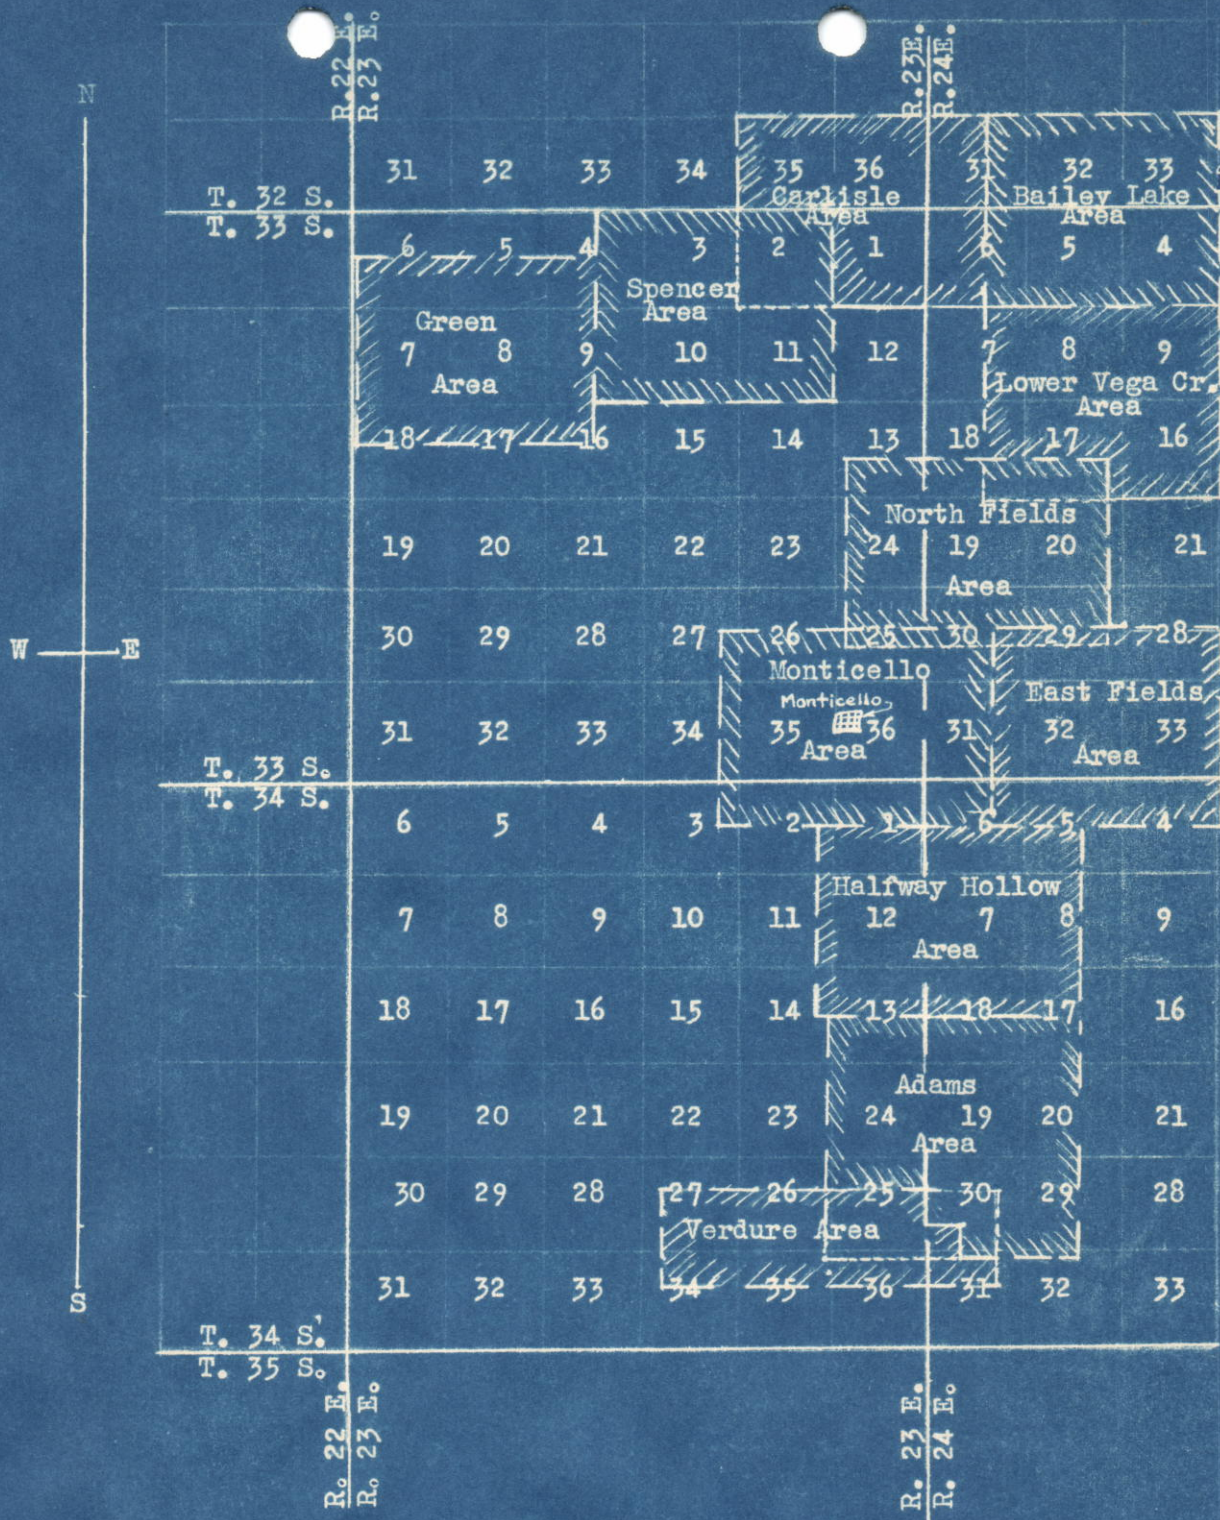 R.22 E.
R.23 E.
R.23E.
R.24E.
N
31 32 33 34 35 36 31 32 33
T. 32 S.
Carlisle Area
Bailey Lake Area
T. 33 S.
6 5 4 3 2 1 6 5 4
Spencer Area
Green Area
7 8 9 10 11 12 7 8 9
Lower Vega Cr. Area
18 17 16 15 14 13 18 17 16
North Fields Area
19 20 21 22 23 24 19 20 21
30 29 28 27 26 25 30 29 28
W E
Monticello Area
Monticello
East Fields Area
31 32 33 34 35 36 31 32 33
T. 33 S.
T. 34 S.
6 5 4 3 2 1 6 5 4
Halfway Hollow Area
7 8 9 10 11 12 7 8 9
18 17 16 15 14 13 18 17 16
Adams Area
19 20 21 22 23 24 19 20 21
30 29 28 27 26 25 30 29 28
Verdure Area
31 32 33 34 35 36 31 32 33
S
T. 34 S.
T. 35 S.
R. 22 E.
R. 23 E.
R. 23 E.
R. 24 E.